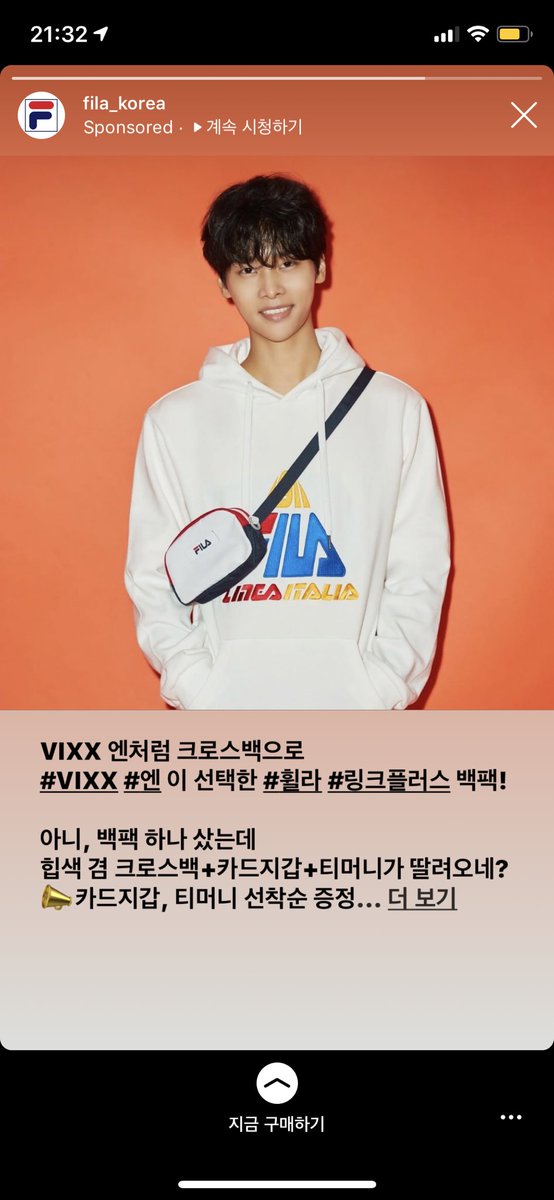 21:32
fila_korea
Sponsored · ▶계속 시청하기
FILA
FILA
LINEA ITALIA
VIXX 엔처럼 크로스백으로
#VIXX #엔 이 선택한 #휠라 #링크플러스 백팩!
아니, 백팩 하나 샀는데
힙색 겸 크로스백+카드지갑+티머니가 딸려오네?
📣카드지갑, 티머니 선착순 증정... 더 보기
지금 구매하기